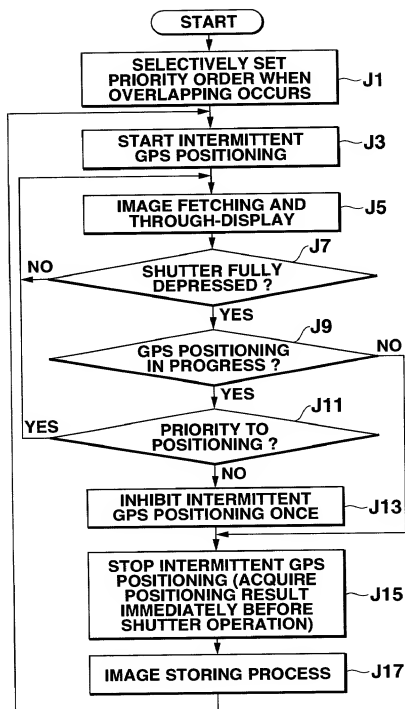 START
SELECTIVELY SET
PRIORITY ORDER WHEN
OVERLAPPING OCCURS
J1
START INTERMITTENT
GPS POSITIONING
J3
IMAGE FETCHING AND
THROUGH-DISPLAY
J5
J7
NO
SHUTTER FULLY
DEPRESSED ?
YES
J9
NO
GPS POSITIONING
IN PROGRESS ?
YES
J11
YES
PRIORITY TO
POSITIONING ?
NO
INHIBIT INTERMITTENT
GPS POSITIONING ONCE
J13
STOP INTERMITTENT GPS
POSITIONING (ACQUIRE
POSITIONING RESULT
IMMEDIATELY BEFORE
SHUTTER OPERATION)
J15
IMAGE STORING PROCESS
J17